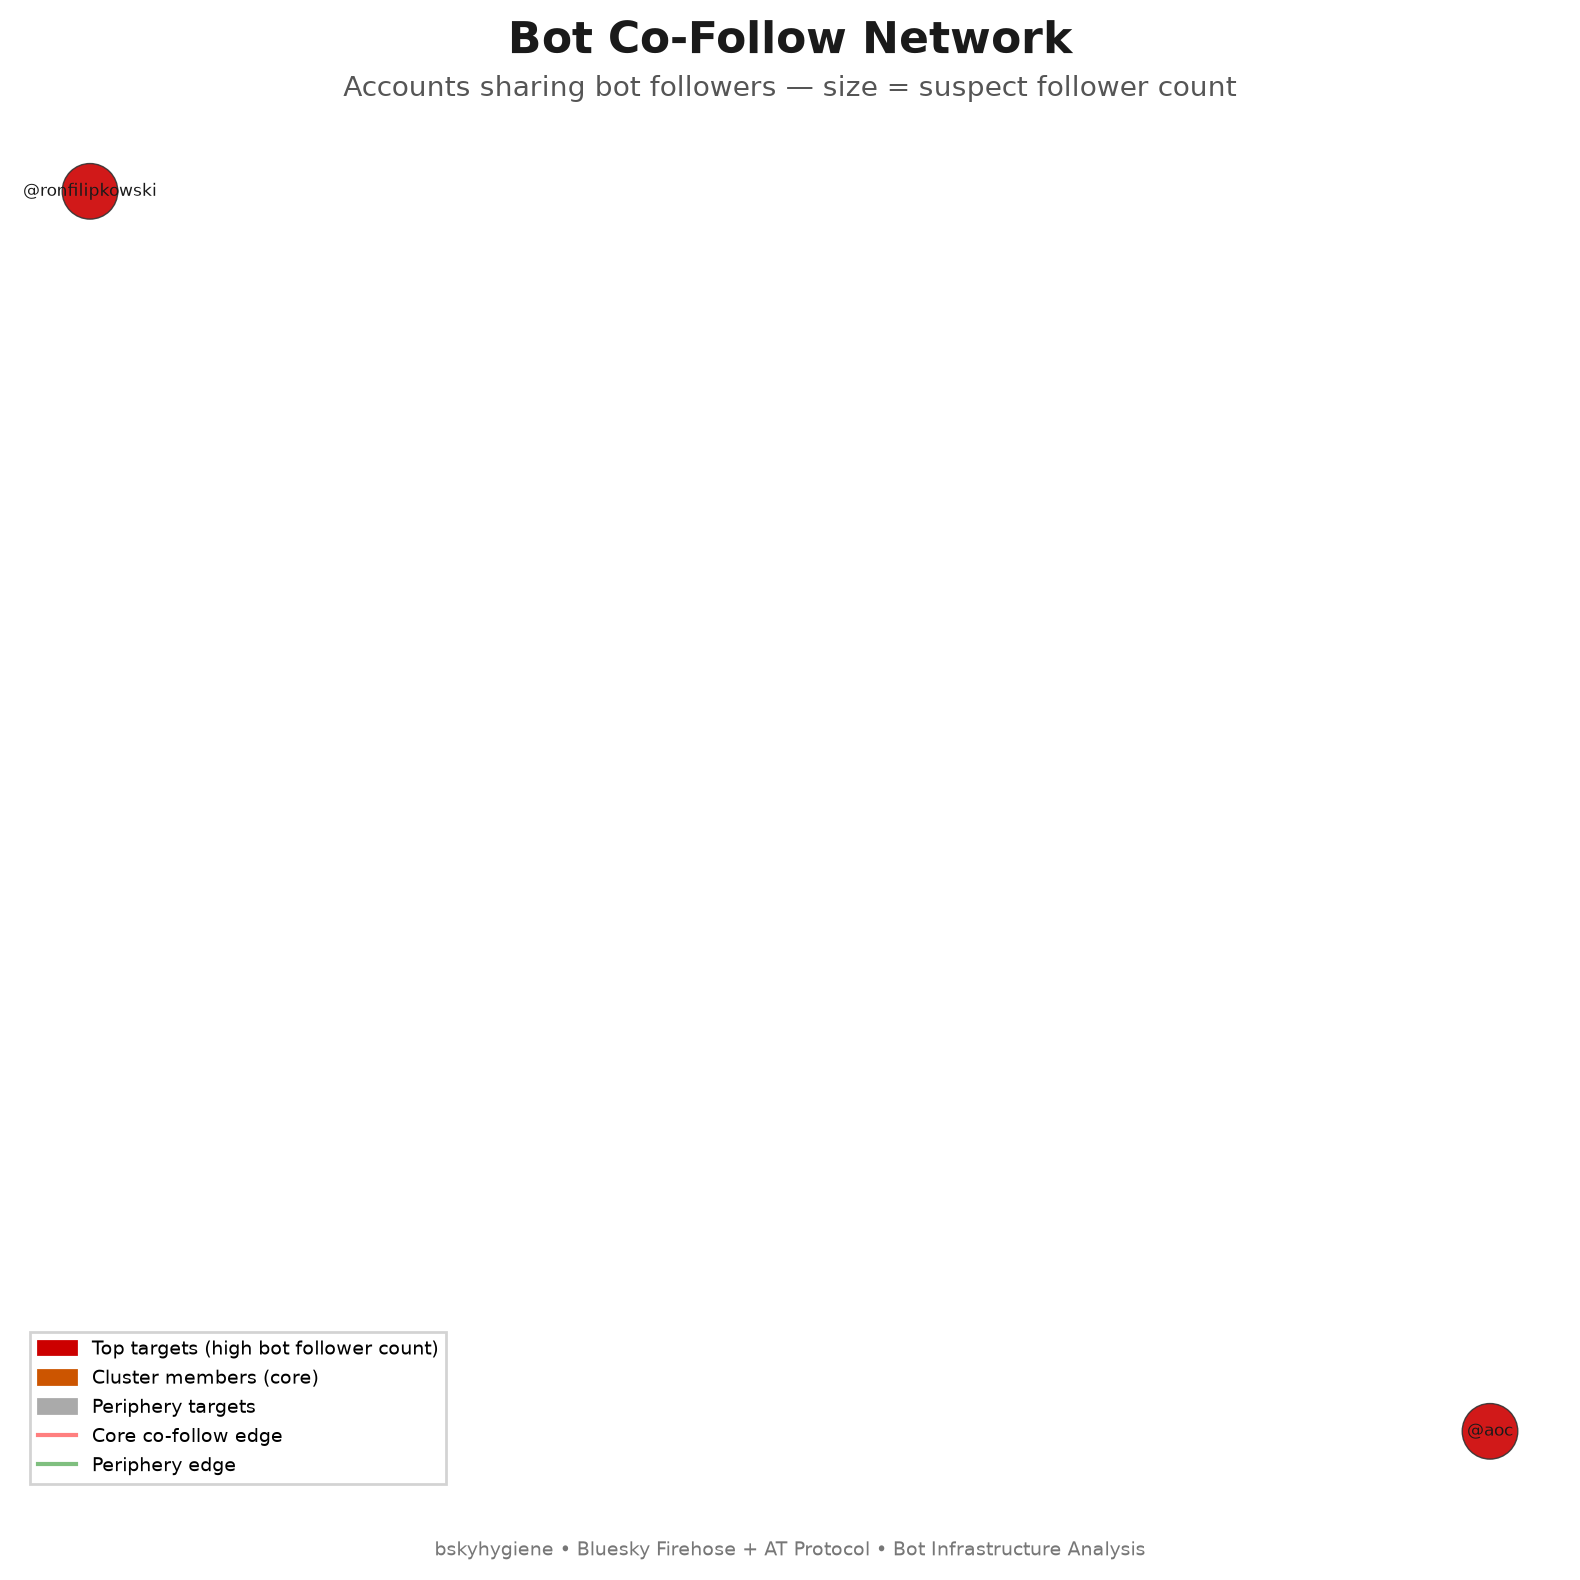 Bot Co-Follow Network
Accounts sharing bot followers — size = suspect follower count
@ronfilipkowski
Top targets (high bot follower count)
Cluster members (core)
Periphery targets
Core co-follow edge
Periphery edge
@aoc
bskyhygiene • Bluesky Firehose + AT Protocol • Bot Infrastructure Analysis